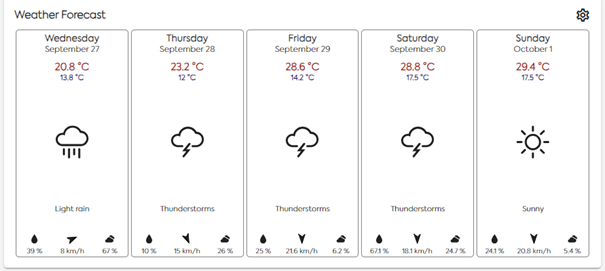 Weather Forecast
Wednesday
September 27
20.8 °C
13.8 °C
Light rain
39 % 8 km/h 67 %
Thursday
September 28
23.2 °C
12 °C
Thunderstorms
10 % 15 km/h 26 %
Friday
September 29
28.6 °C
14.2 °C
Thunderstorms
25 % 21.6 km/h 6.2 %
Saturday
September 30
28.8 °C
17.5 °C
Thunderstorms
67.1 % 18.1 km/h 24.7 %
Sunday
October 1
29.4 °C
17.5 °C
Sunny
24.1 % 20.8 km/h 5.4 %